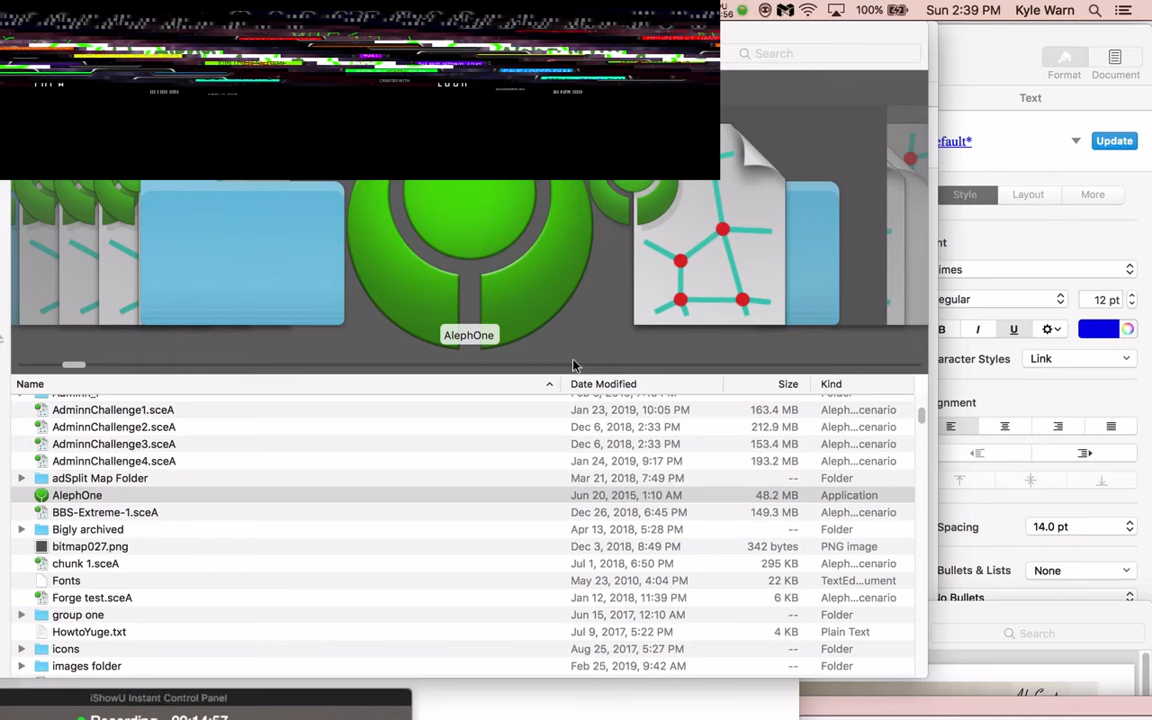 56 100% Sun 2:39 PM Kyle Warn
Search
Format Document
Text
efault* Update
Style Layout More
nt
imes
egular 12 pt
B I U
aracter Styles Link
ignment
Spacing 14.0 pt
Bullets & Lists None
No Bullets
Search
AlephOne
Name Date Modified Size Kind
AdminnChallenge1.sceA Jan 23, 2019, 10:05 PM 163.4 MB Aleph...cenario
AdminnChallenge2.sceA Dec 6, 2018, 2:33 PM 212.9 MB Aleph...cenario
AdminnChallenge3.sceA Dec 6, 2018, 2:33 PM 153.4 MB Aleph...cenario
AdminnChallenge4.sceA Jan 24, 2019, 9:17 PM 193.2 MB Aleph...cenario
adSplit Map Folder Mar 21, 2018, 7:49 PM -- Folder
AlephOne Jun 20, 2015, 1:10 AM 48.2 MB Application
BBS-Extreme-1.sceA Dec 26, 2018, 6:45 PM 149.3 MB Aleph...cenario
Bigly archived Apr 13, 2018, 5:28 PM -- Folder
bitmap027.png Dec 3, 2018, 8:49 PM 342 bytes PNG image
chunk 1.sceA Jul 1, 2018, 6:50 PM 295 KB Aleph...cenario
Fonts May 23, 2010, 4:04 PM 22 KB TextEd...ument
Forge test.sceA Jan 12, 2018, 11:39 PM 6 KB Aleph...cenario
group one Jun 15, 2017, 12:10 AM -- Folder
HowtoYuge.txt Jul 9, 2017, 5:22 PM 4 KB Plain Text
icons Aug 25, 2017, 5:27 PM -- Folder
images folder Feb 25, 2019, 9:42 AM -- Folder
iShowU Instant Control Panel
Recording 00:14:57